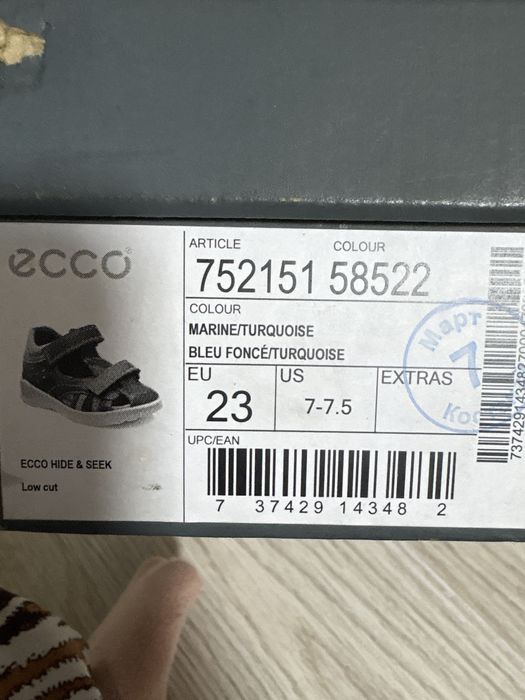 ecco
ARTICLE COLOUR
752151 58522
COLOUR
MARINE/TURQUOISE
BLEU FONCÉ/TURQUOISE
EU US EXTRAS
23 7-7.5
UPC/EAN
7 37429 14348 2
ECCO HIDE & SEEK
Low cut
Март
7